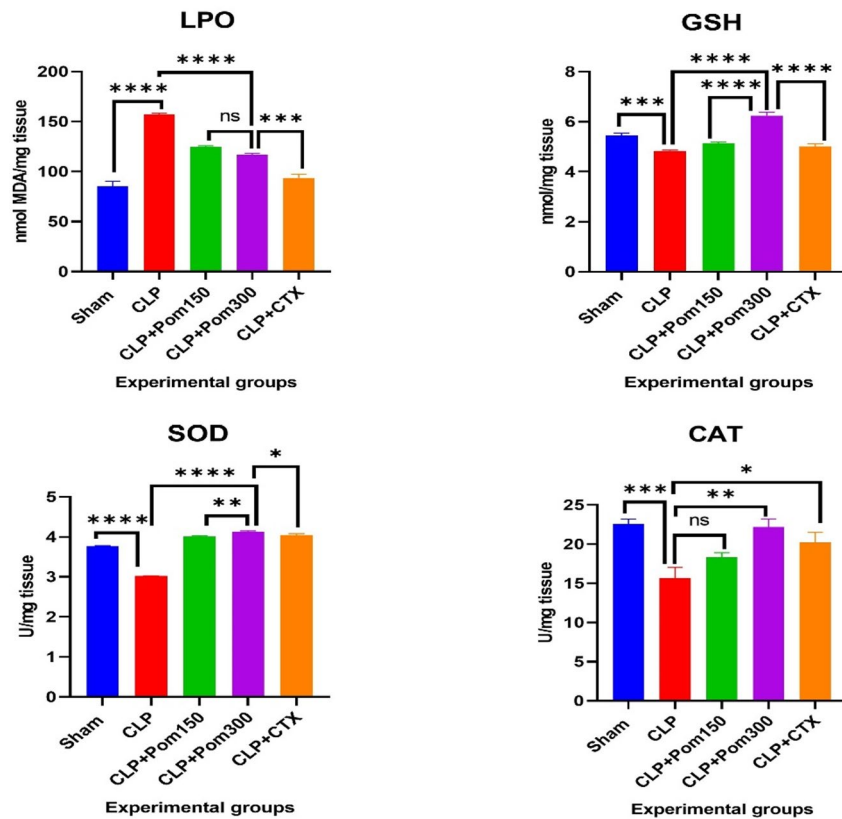 LPO
nmol MDA/mg tissue
200
150
100
50
0
****
****
ns
***
Sham
CLP
CLP+Pom150
CLP+Pom300
CLP+CTX
Experimental groups
GSH
nmol/mg tissue
8
6
4
2
0
***
****
****
****
Sham
CLP
CLP+Pom150
CLP+Pom300
CLP+CTX
Experimental groups
SOD
U/mg tissue
5
4
3
2
1
0
****
****
**
*
Sham
CLP
CLP+Pom150
CLP+Pom300
CLP+CTX
Experimental groups
CAT
U/mg tissue
25
20
15
10
5
0
***
ns
**
*
Sham
CLP
CLP+Pom150
CLP+Pom300
CLP+CTX
Experimental groups